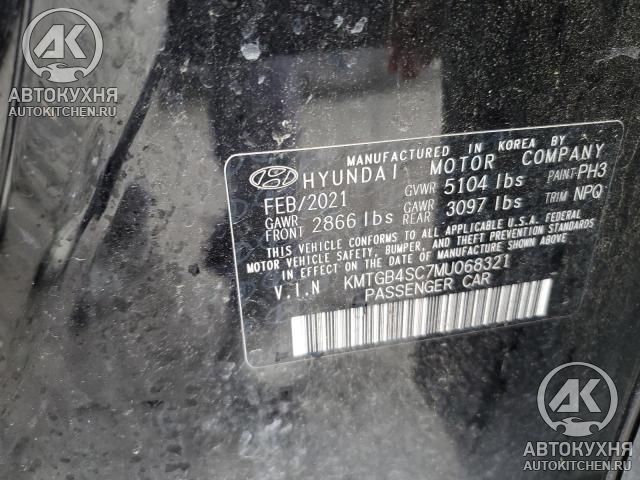 AK
АВТОКУХНЯ
AUTOKITCHEN.RU
MANUFACTURED IN KOREA BY
HYUNDAI MOTOR COMPANY
FEB/2021 GVWR 5104 lbs PAINT:PH3
GAWR FRONT 2866 lbs GAWR REAR 3097 lbs TRIM NPQ
THIS VEHICLE CONFORMS TO ALL APPLICABLE U.S.A. FEDERAL
MOTOR VEHICLE SAFETY, BUMPER, AND THEFT PREVENTION STANDARDS
IN EFFECT ON THE DATE OF MANUFACTURE SHOWN ABOVE
V.I.N KMTGB4SC7MU068321
PASSENGER CAR
AK
АВТОКУХНЯ
AUTOKITCHEN.RU